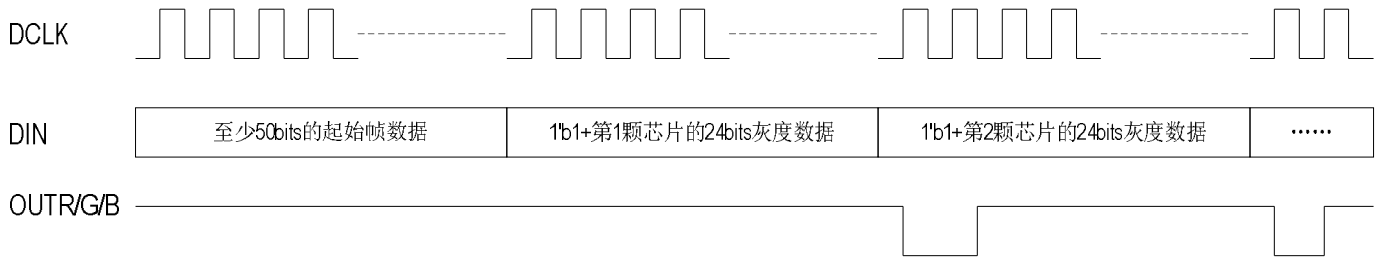 DCLK
DIN
至少50bits的起始帧数据
1'b1+第1颗芯片的24bits灰度数据
1'b1+第2颗芯片的24bits灰度数据
……
OUTR/G/B